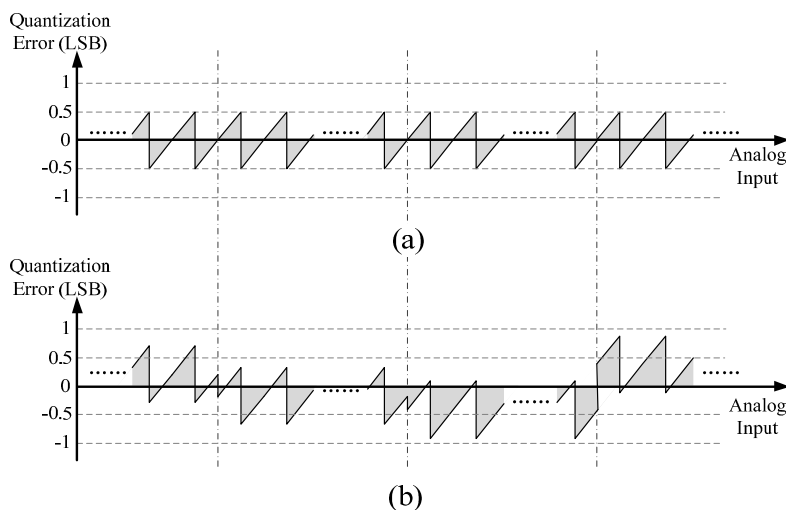 Quantization
Error (LSB)
1
0.5
0
-0.5
-1
Analog
Input
(a)
Quantization
Error (LSB)
1
0.5
0
-0.5
-1
Analog
Input
(b)